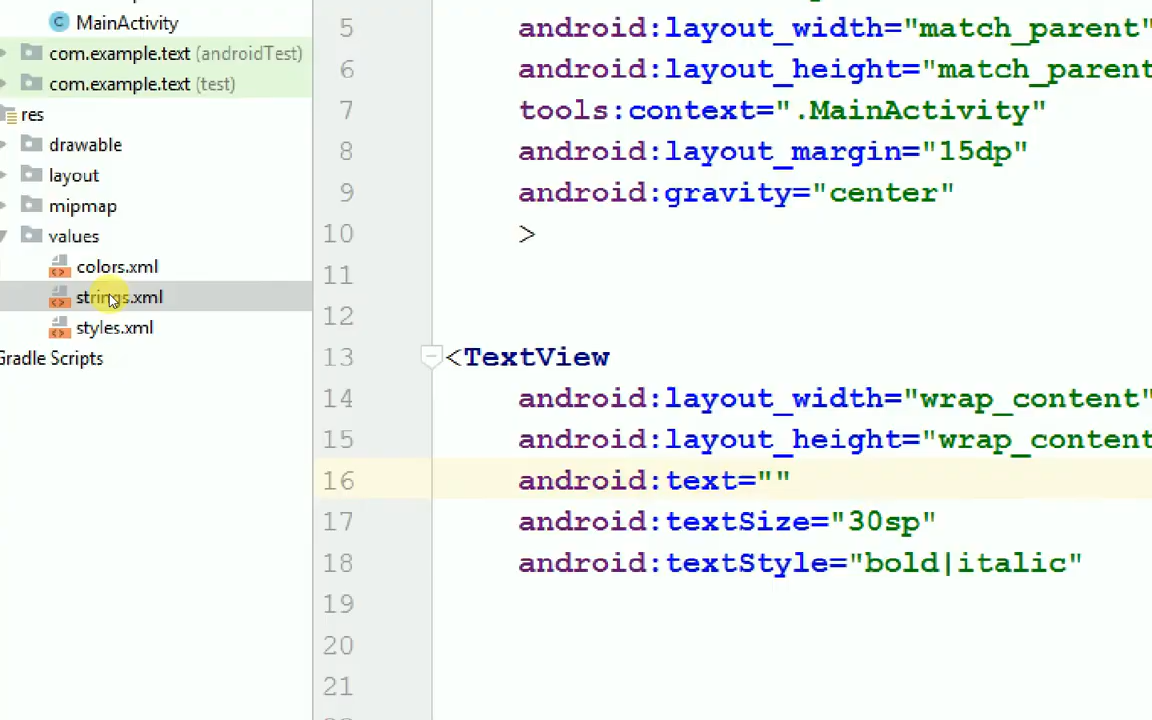 MainActivity
com.example.text (androidTest)
com.example.text (test)
res
drawable
layout
mipmap
values
colors.xml
strings.xml
styles.xml
Gradle Scripts
5 android:layout_width="match_parent"
6 android:layout_height="match_parent
7 tools:context=".MainActivity"
8 android:layout_margin="15dp"
9 android:gravity="center"
10 >
11
12
13 <TextView
14 android:layout_width="wrap_content"
15 android:layout_height="wrap_content
16 android:text=""
17 android:textSize="30sp"
18 android:textStyle="bold|italic"
19
20
21